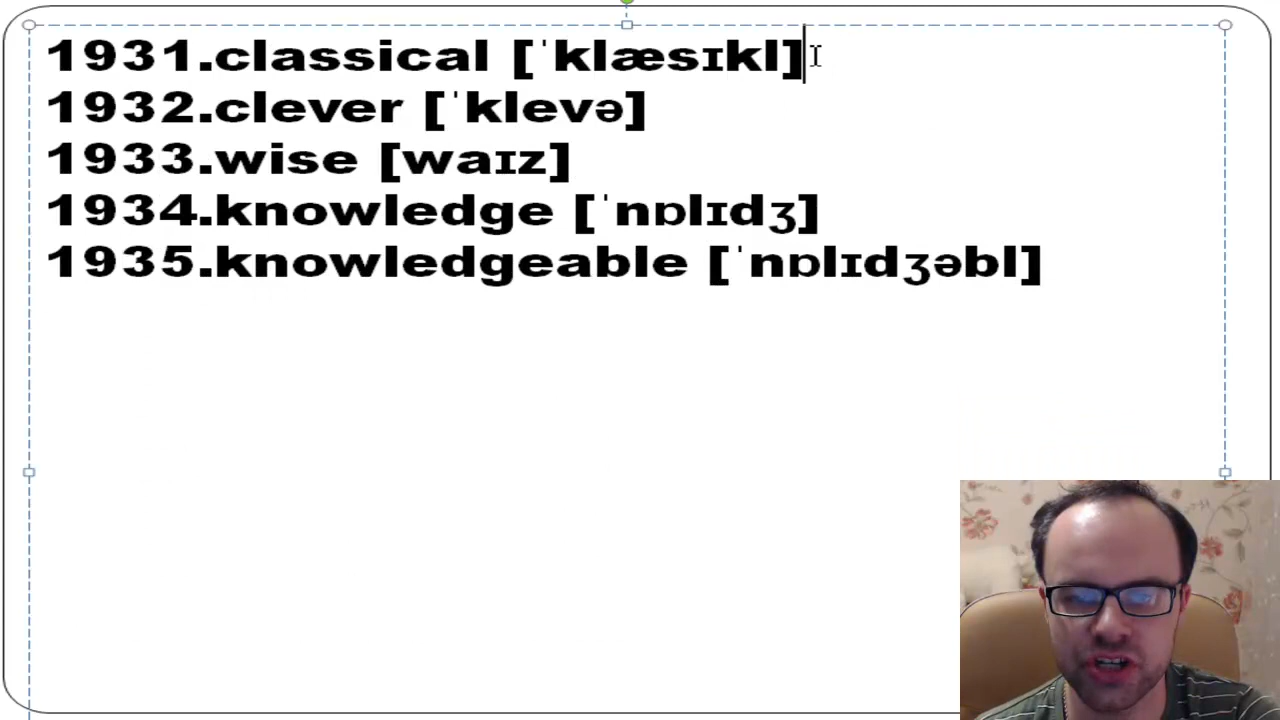 1931.classical [ˈklæsɪkl]
1932.clever [ˈklevə]
1933.wise [waɪz]
1934.knowledge [ˈnɒlɪdʒ]
1935.knowledgeable [ˈnɒlɪdʒəbl]